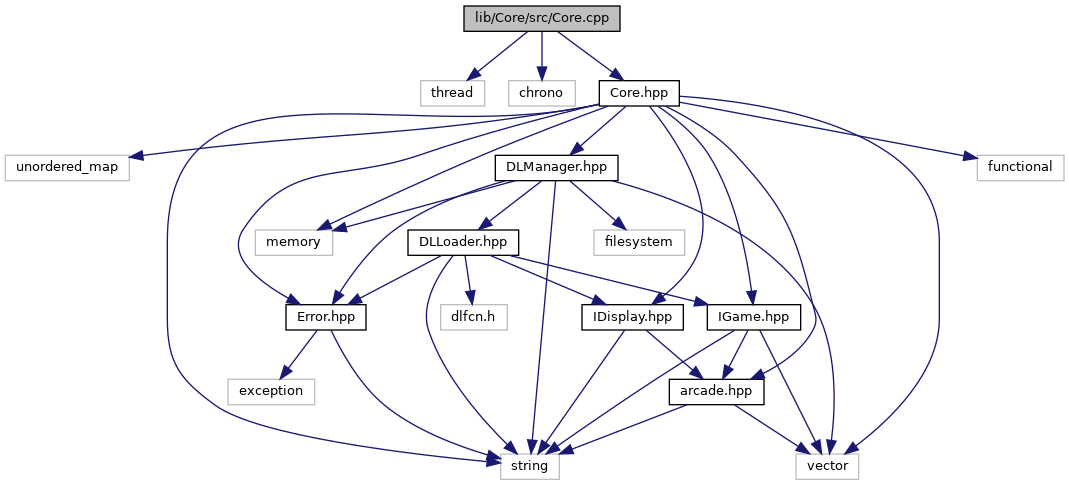 lib/Core/src/Core.cpp
thread
chrono
Core.hpp
unordered_map
DLManager.hpp
functional
memory
DLLoader.hpp
filesystem
Error.hpp
dlfcn.h
IDisplay.hpp
IGame.hpp
exception
arcade.hpp
string
vector